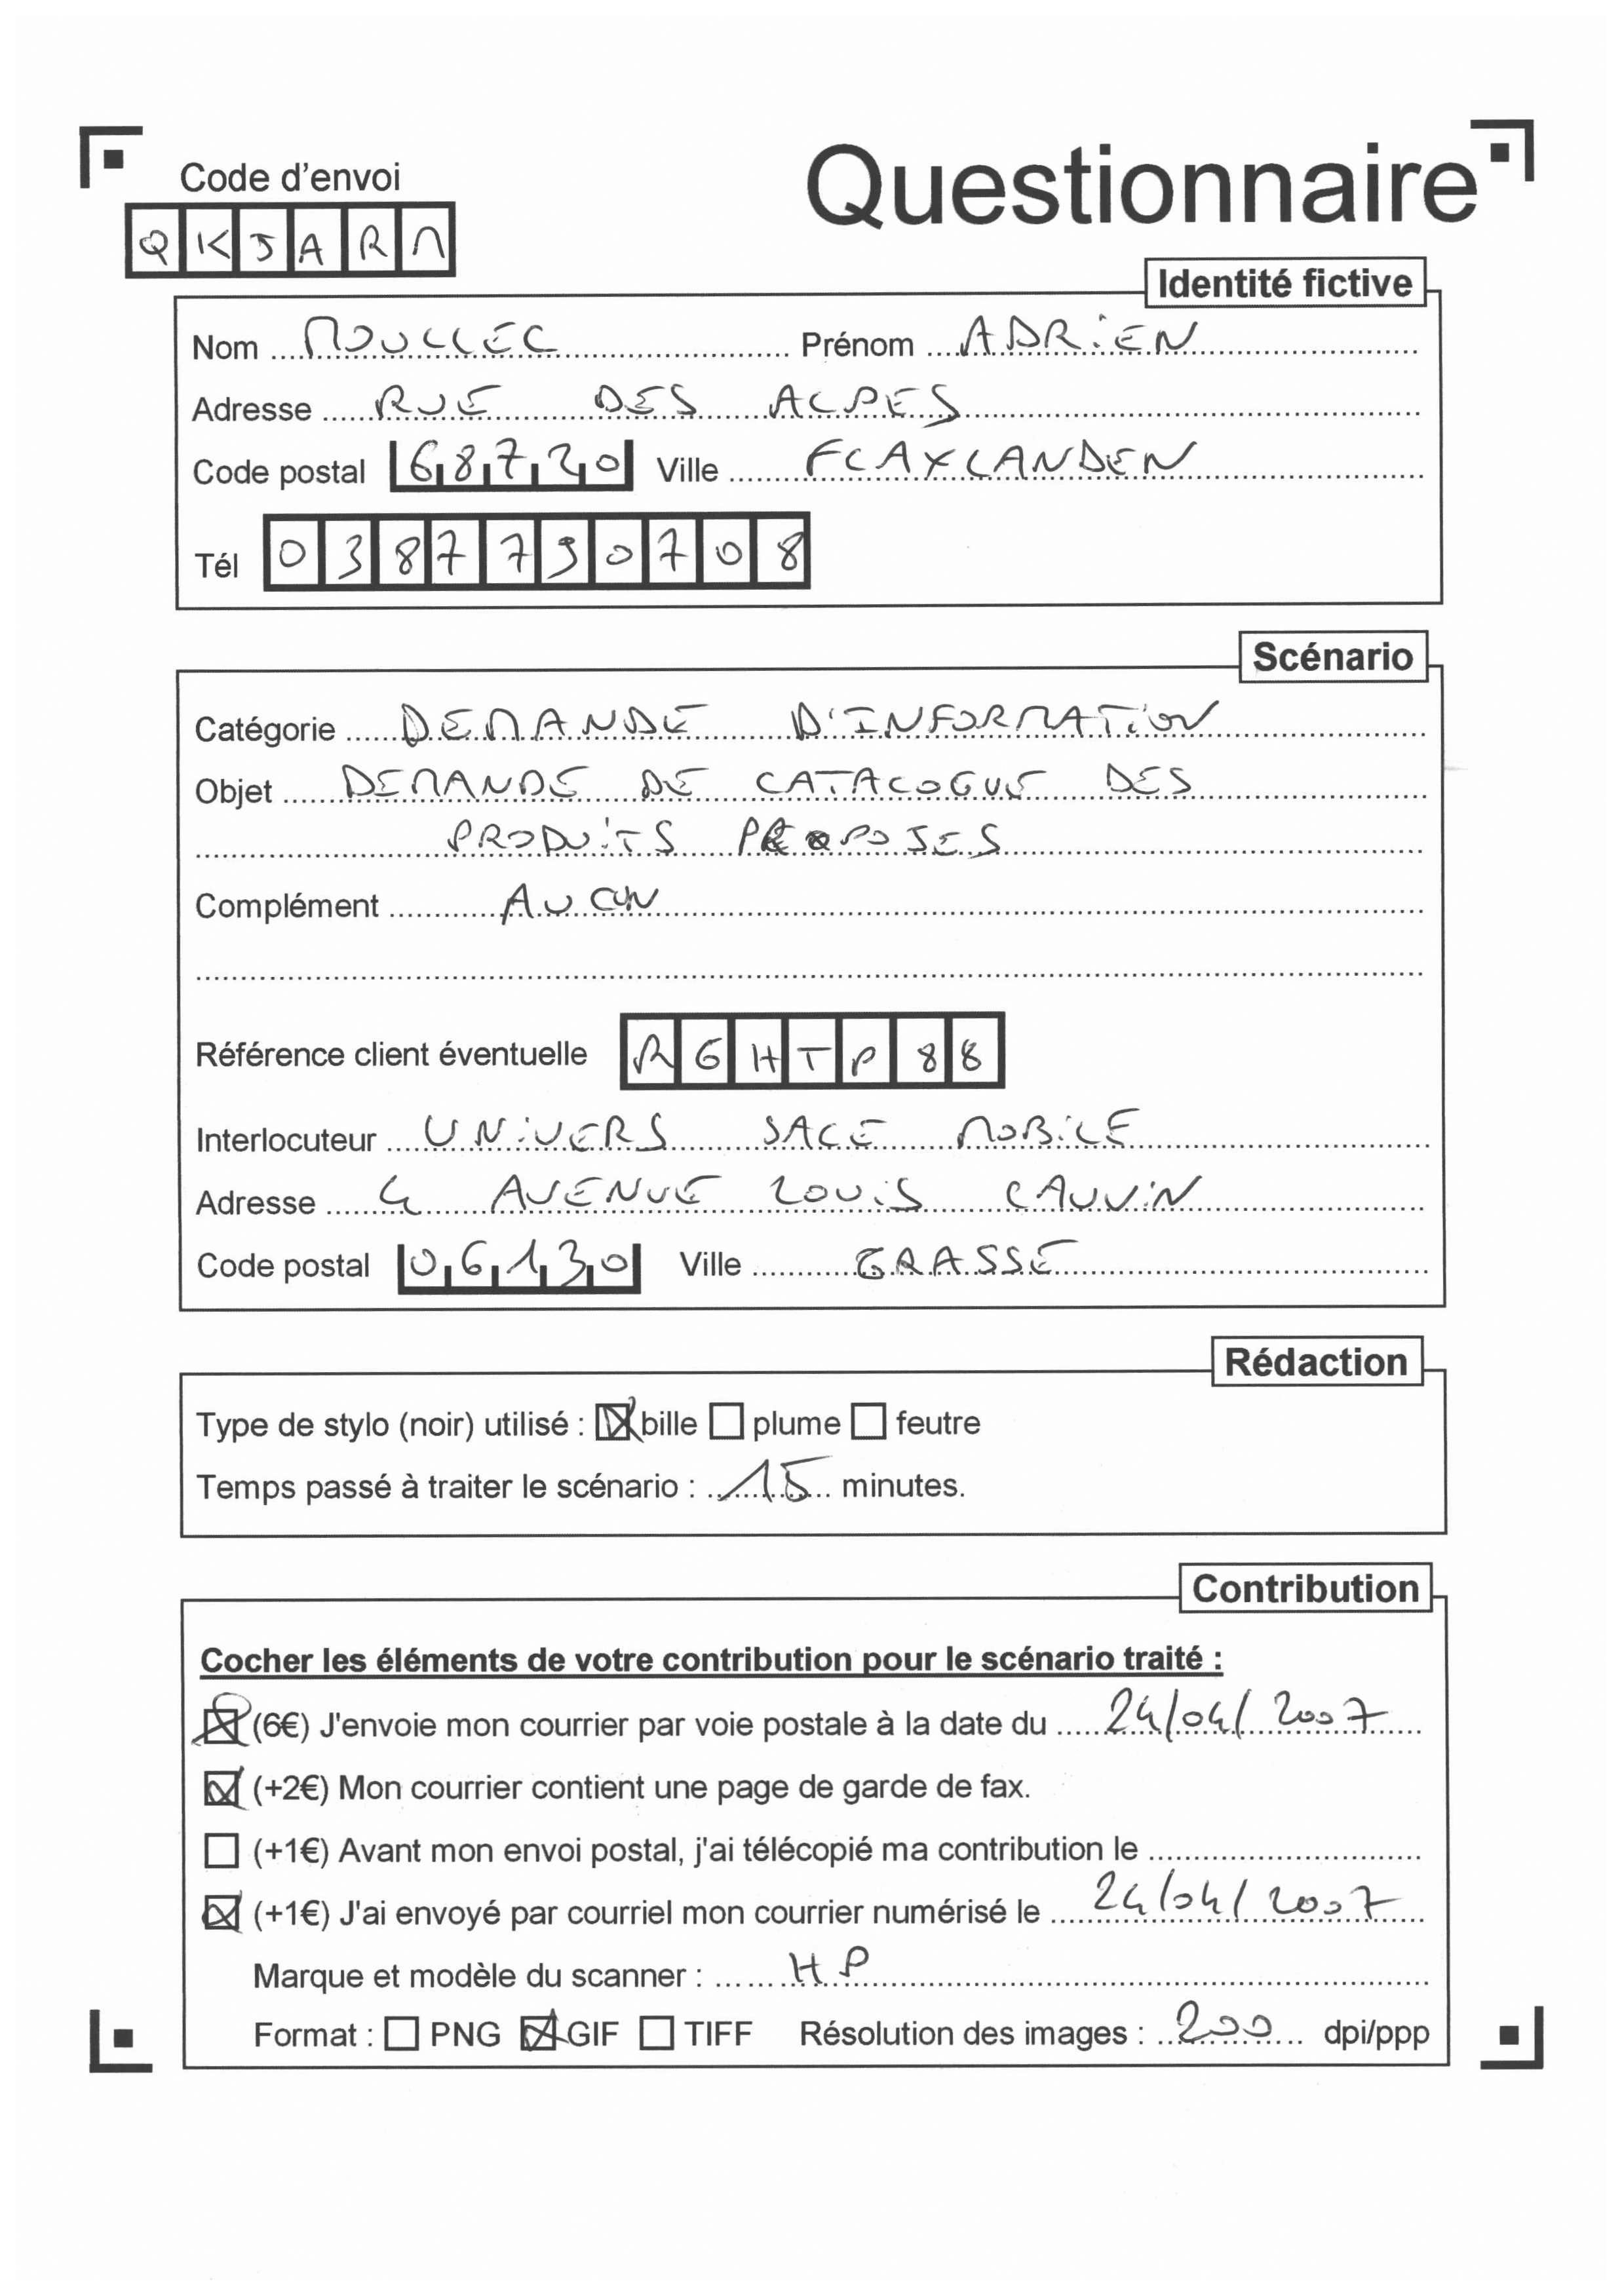 Code d'envoi
Questionnaire
QKJARM
Identité fictive
Nom MOULLEC Prénom ADRiEN
Adresse RUE DES ALPES
Code postal 68720 Ville FLAXLANDEN
Tél 0387730708
Scénario
Catégorie DEMANDE D'INFORMATiON
Objet DEMANDE DE CATALOGUE DES
PRODUiTS PROPOSES
Complément AUCUN
Référence client éventuelle RGHTP88
Interlocuteur UNiVERS SALE MOBiLE
Adresse 4 AVENUE LOUiS CAUViN
Code postal 06130 Ville GRASSE
Rédaction
Type de stylo (noir) utilisé : bille plume feutre
Temps passé à traiter le scénario : 15 minutes.
Contribution
Cocher les éléments de votre contribution pour le scénario traité :
(6€) J'envoie mon courrier par voie postale à la date du 24/04/2007
(+2€) Mon courrier contient une page de garde de fax.
(+1€) Avant mon envoi postal, j'ai télécopié ma contribution le
(+1€) J'ai envoyé par courriel mon courrier numérisé le 24/04/2007
Marque et modèle du scanner : HP
Format : PNG GIF TIFF Résolution des images : 200 dpi/ppp